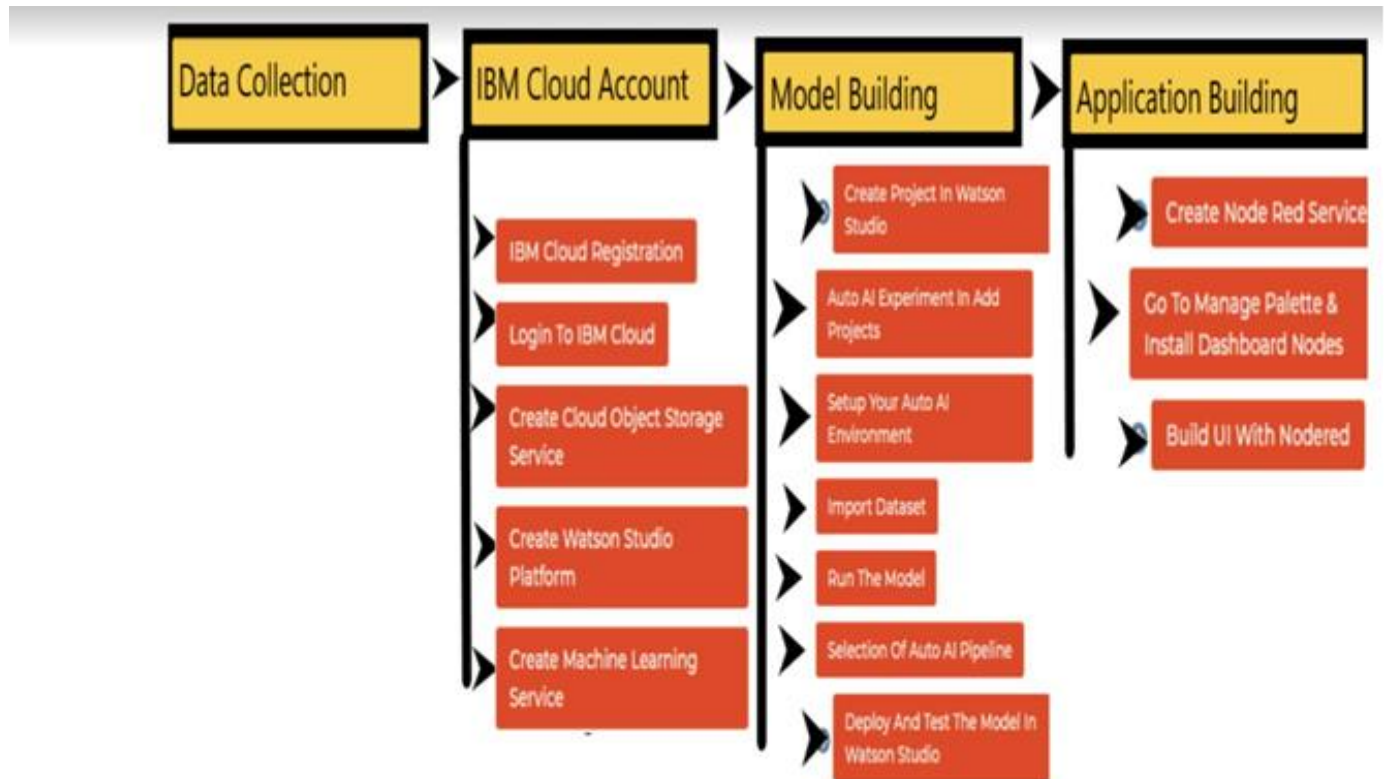 Data Collection
IBM Cloud Account
Model Building
Application Building
IBM Cloud Registration
Login To IBM Cloud
Create Cloud Object Storage
Service
Create Watson Studio
Platform
Create Machine Learning
Service
Create Project In Watson
Studio
Auto AI Experiment In Add
Projects
Setup Your Auto AI
Environment
Import Dataset
Run The Model
Selection Of Auto AI Pipeline
Deploy And Test The Model In
Watson Studio
Create Node Red Service
Go To Manage Palette &
Install Dashboard Nodes
Build UI With Nodered